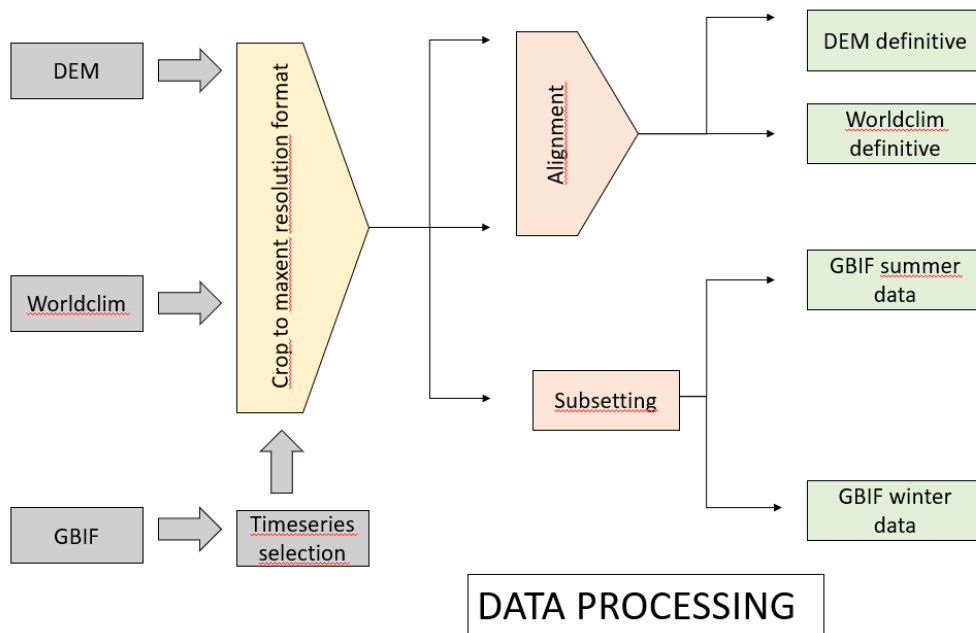 DEM
Worldclim
GBIF
Timeseries
selection
Crop to maxent resolution format
Alignment
Subsetting
DEM definitive
Worldclim
definitive
GBIF summer
data
GBIF winter
data
DATA PROCESSING